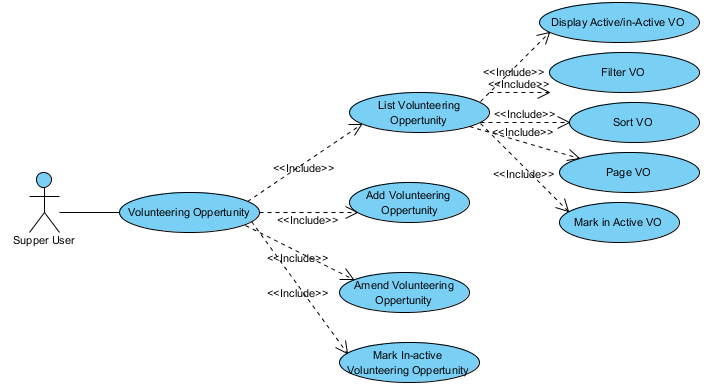 Display Active/in-Active VO
<<Include>>
Filter VO
<<Include>>
List Volunteering
Oppertunity
<<Include>>
Sort VO
<<Include>>
<<Include>>
Page VO
<<Include>>
Mark in Active VO
Supper User
Volunteering Oppertunity
Add Volunteering
Oppertunity
<<Include>>
<<Include>>
Amend Volunteering
Oppertunity
<<Include>>
Mark In-active
Volunteering Oppertunity